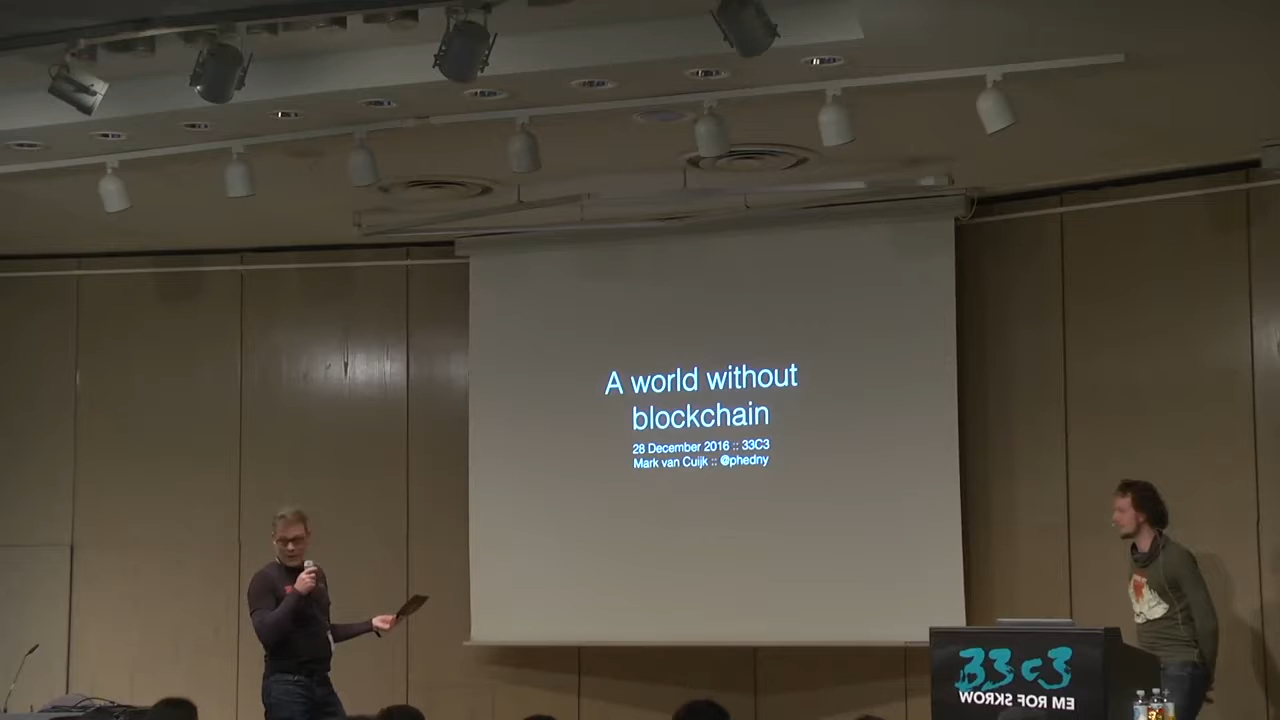 A world without
blockchain
28 December 2016 :: 33C3
Mark van Cuijk :: @phedny
33c3
WORKS FOR ME